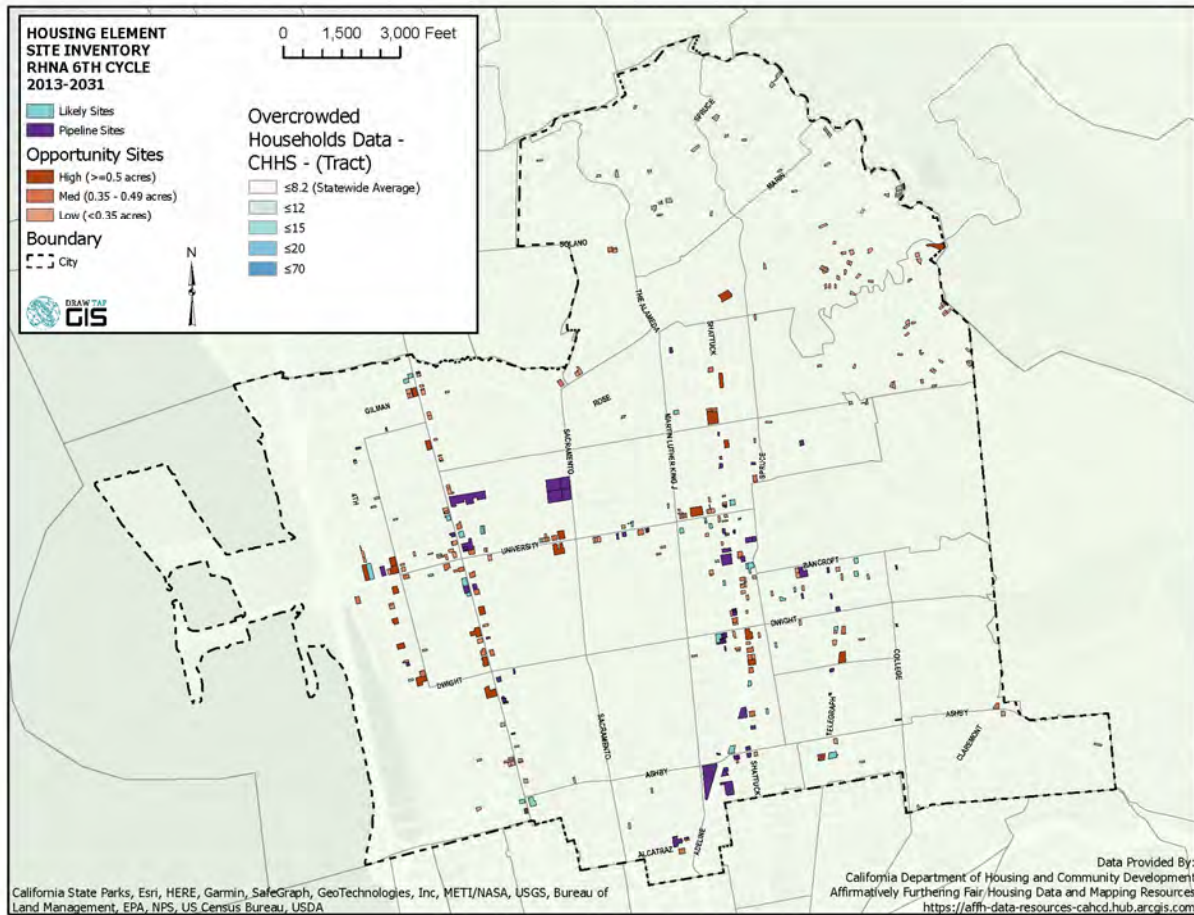 HOUSING ELEMENT
SITE INVENTORY
RHNA 6TH CYCLE
2013-2031
Likely Sites
Pipeline Sites
Opportunity Sites
High (>=0.5 acres)
Med (0.35 - 0.49 acres)
Low (<0.35 acres)
Boundary
City
DRAW TAP
GIS
N
0 1,500 3,000 Feet
Overcrowded
Households Data -
CHHS - (Tract)
≤8.2 (Statewide Average)
≤12
≤15
≤20
≤70
SPRUCE
MARIN
SOLANO
THE ALAMEDA
SHATTUCK
GILMAN
ROSE
SACRAMENTO
MARTIN LUTHER KING J
SPRUCE
4TH
UNIVERSITY
BANCROFT
DWIGHT
DWIGHT
COLLEGE
TELEGRAPH
SACRAMENTO
ASHBY
CLAREMONT
SHATTUCK
ASHBY
ADELINE
ALCATRAZ
California State Parks, Esri, HERE, Garmin, SafeGraph, GeoTechnologies, Inc, METI/NASA, USGS, Bureau of
Land Management, EPA, NPS, US Census Bureau, USDA
Data Provided By:
California Department of Housing and Community Development
Affirmatively Furthering Fair Housing Data and Mapping Resources
https://affh-data-resources-cahcd.hub.arcgis.com